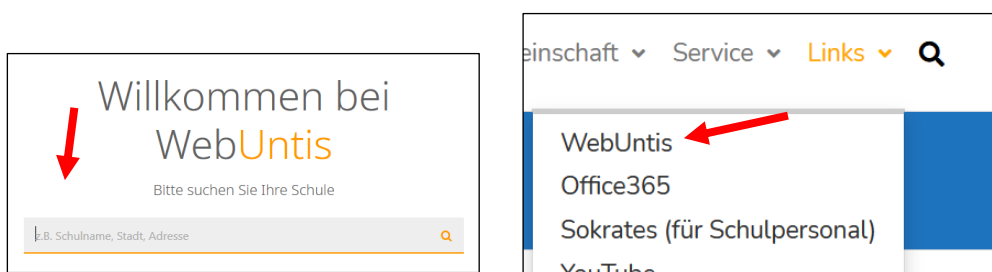 Willkommen bei
WebUntis
Bitte suchen Sie Ihre Schule
z.B. Schulname, Stadt, Adresse
einschaft Service Links
WebUntis
Office365
Sokrates (für Schulpersonal)
YouTube